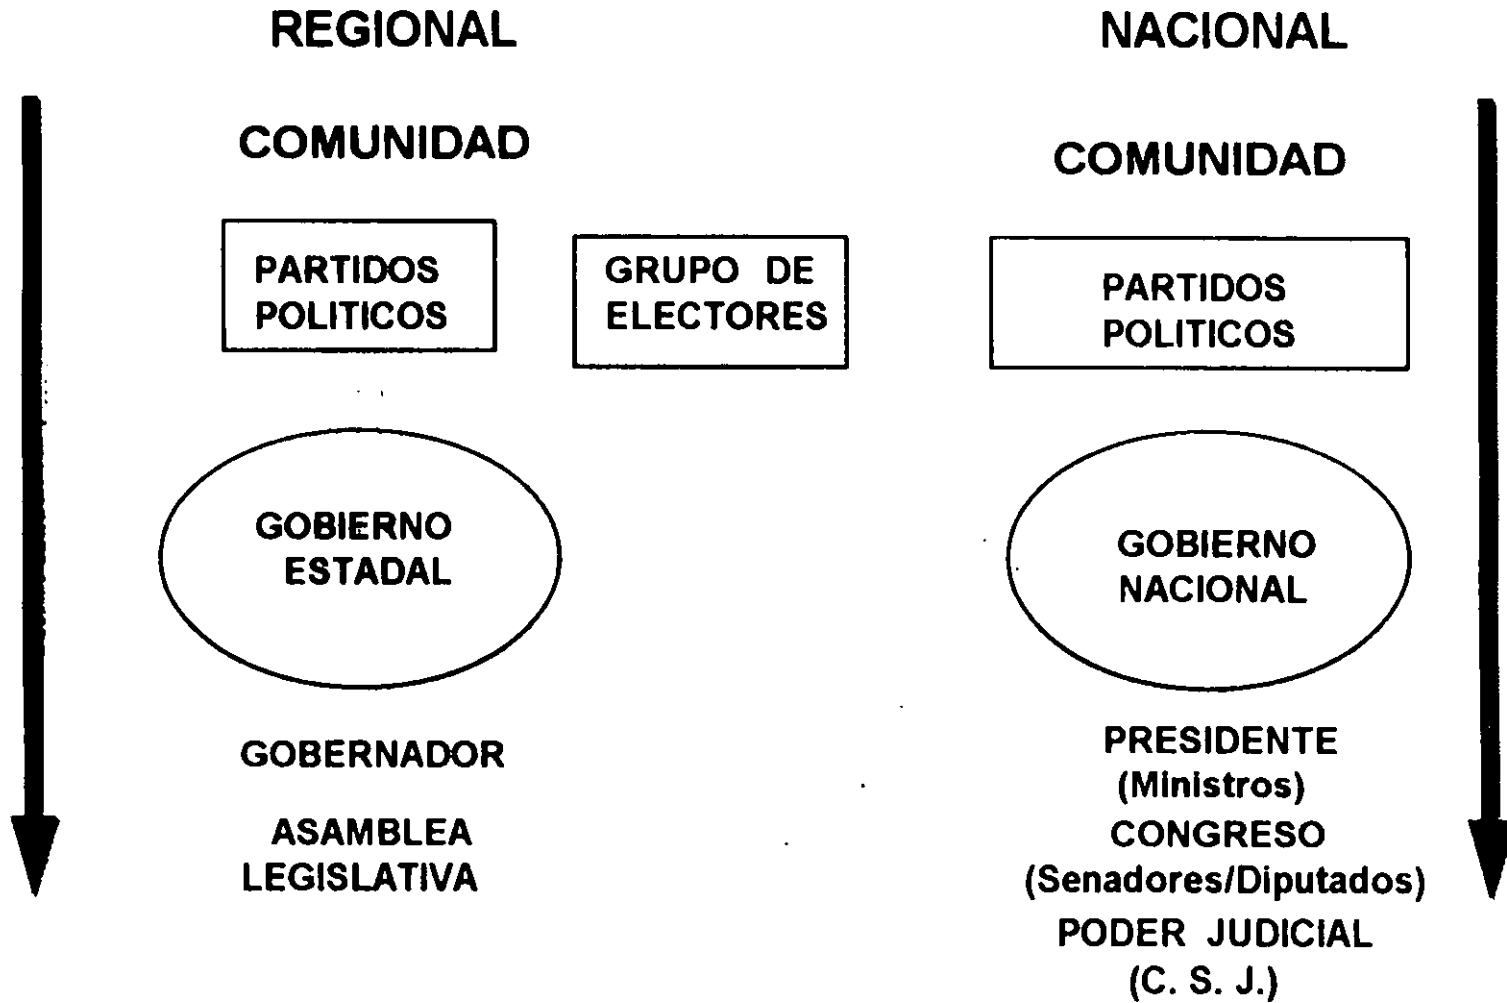 REGIONAL
COMUNIDAD
PARTIDOS
POLITICOS
GRUPO DE
ELECTORES
GOBIERNO
ESTADAL
GOBERNADOR
ASAMBLEA
LEGISLATIVA
NACIONAL
COMUNIDAD
PARTIDOS
POLITICOS
GOBIERNO
NACIONAL
PRESIDENTE
(Ministros)
CONGRESO
(Senadores/Diputados)
PODER JUDICIAL
(C. S. J.)